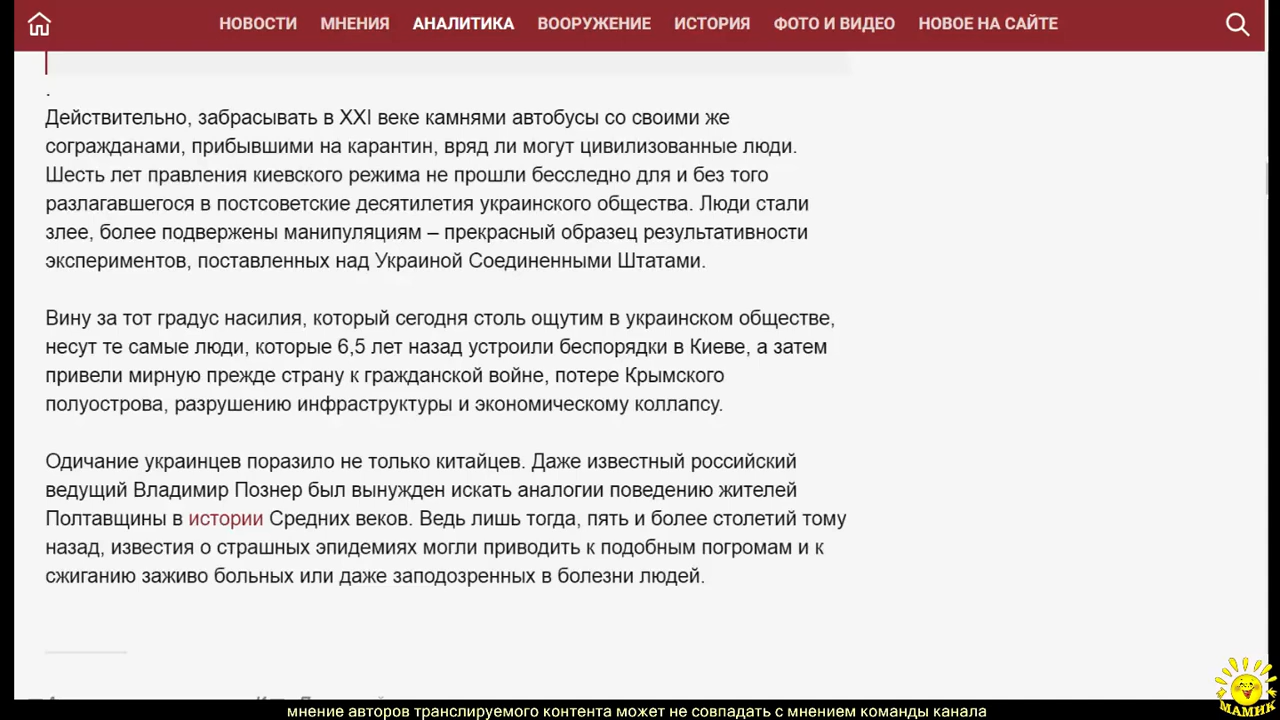 НОВОСТИ МНЕНИЯ АНАЛИТИКА ВООРУЖЕНИЕ ИСТОРИЯ ФОТО И ВИДЕО НОВОЕ НА САЙТЕ
.
Действительно, забрасывать в XXI веке камнями автобусы со своими же
согражданами, прибывшими на карантин, вряд ли могут цивилизованные люди.
Шесть лет правления киевского режима не прошли бесследно для и без того
разлагавшегося в постсоветские десятилетия украинского общества. Люди стали
злее, более подвержены манипуляциям – прекрасный образец результативности
экспериментов, поставленных над Украиной Соединенными Штатами.
Вину за тот градус насилия, который сегодня столь ощутим в украинском обществе,
несут те самые люди, которые 6,5 лет назад устроили беспорядки в Киеве, а затем
привели мирную прежде страну к гражданской войне, потере Крымского
полуострова, разрушению инфраструктуры и экономическому коллапсу.
Одичание украинцев поразило не только китайцев. Даже известный российский
ведущий Владимир Познер был вынужден искать аналогии поведению жителей
Полтавщины в истории Средних веков. Ведь лишь тогда, пять и более столетий тому
назад, известия о страшных эпидемиях могли приводить к подобным погромам и к
сжиганию заживо больных или даже заподозренных в болезни людей.
МАМИК
мнение авторов транслируемого контента может не совпадать с мнением команды канала